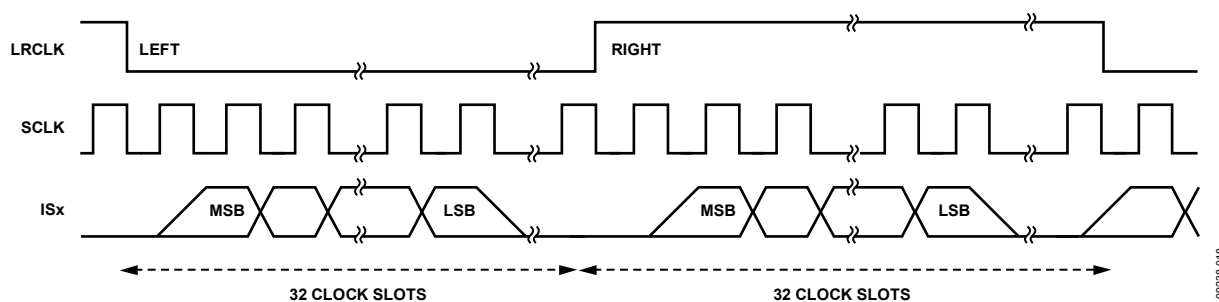 LRCLK
LEFT
RIGHT
SCLK
ISx
MSB
LSB
MSB
LSB
32 CLOCK SLOTS
32 CLOCK SLOTS